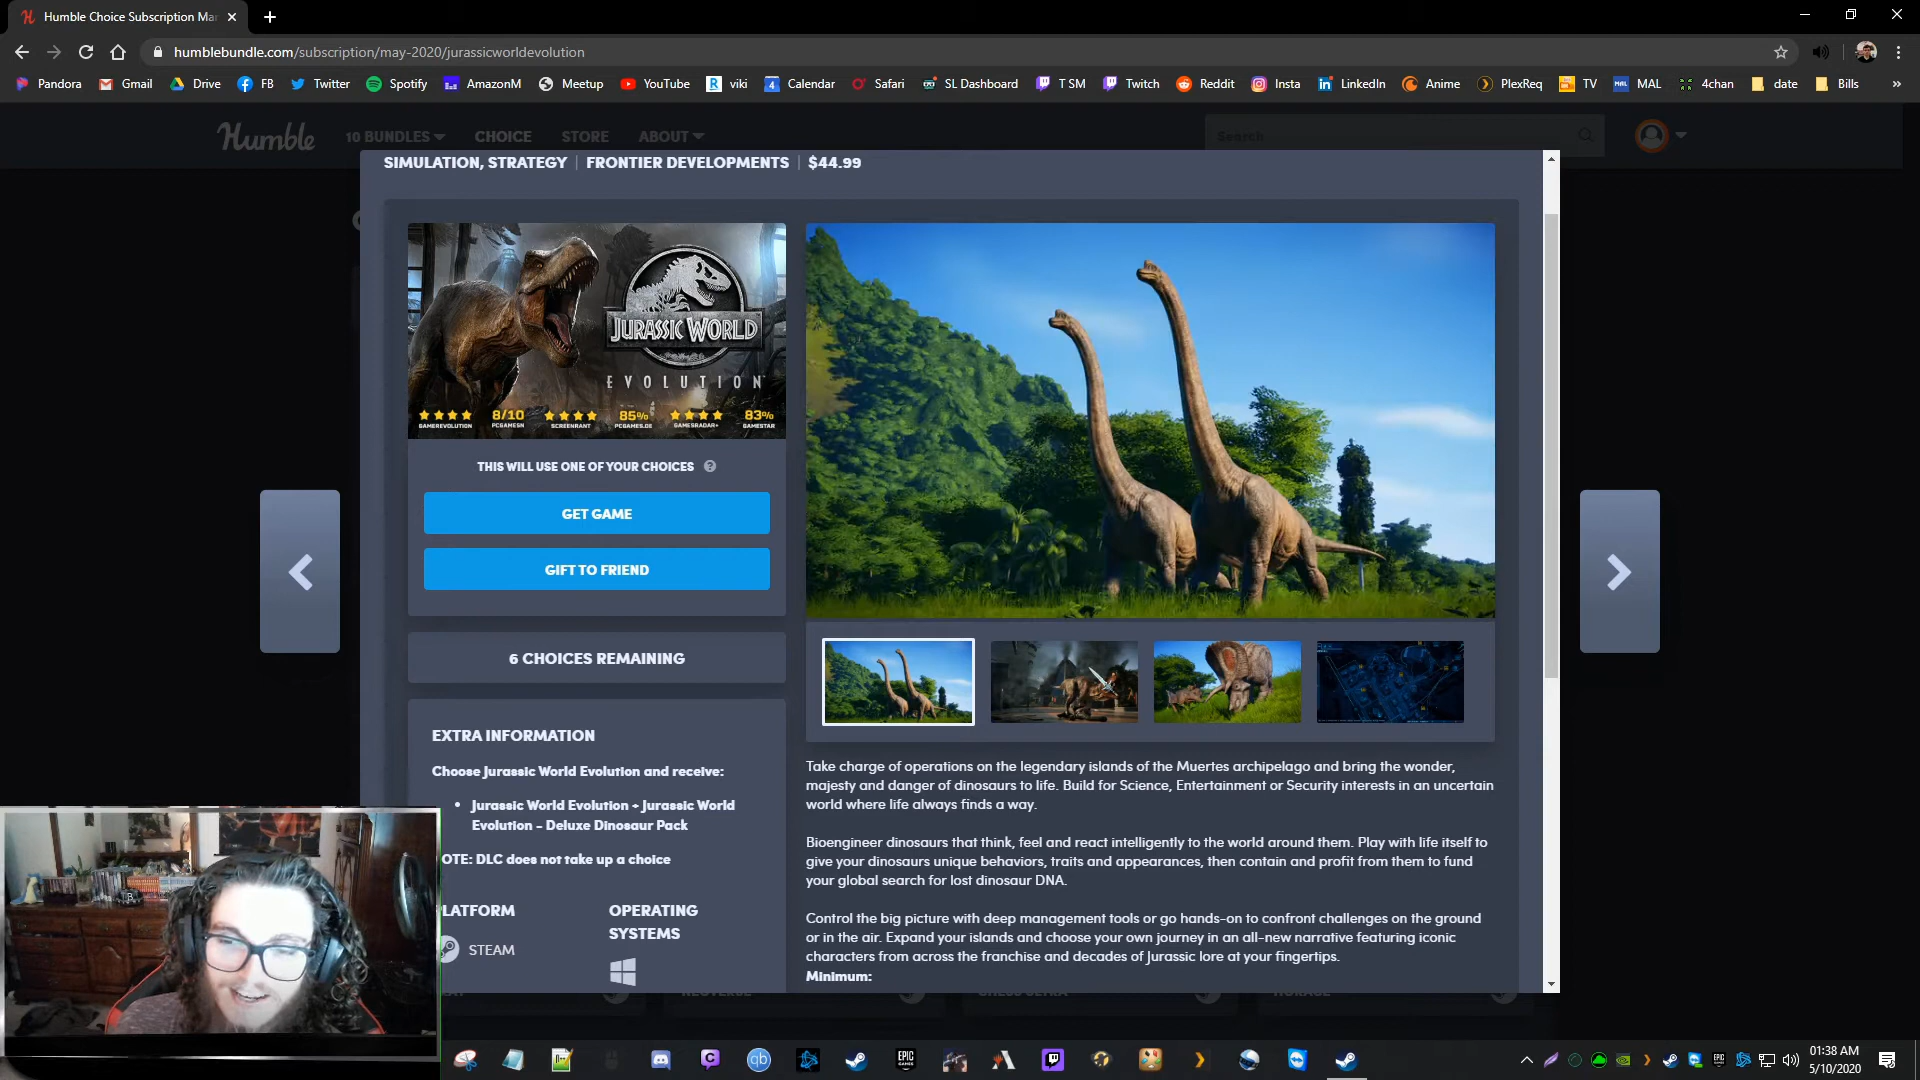 Humble Choice Subscription Mar
humblebundle.com/subscription/may-2020/jurassicworldevolution
Pandora Gmail Drive FB Twitter Spotify AmazonM Meetup YouTube viki Calendar Safari SL Dashboard T SM Twitch Reddit Insta LinkedIn Anime PlexReq TV MAL 4chan date Bills »
Humble 10 BUNDLES CHOICE STORE ABOUT Search
SIMULATION, STRATEGY | FRONTIER DEVELOPMENTS | $44.99
JURASSIC WORLD
EVOLUTION
8/10 85% 83%
GAMEREVOLUTION PCGAMESN SCREENRANT PCGAMES.DE GAMESRADAR+ GAMESTAR
THIS WILL USE ONE OF YOUR CHOICES ?
GET GAME
GIFT TO FRIEND
6 CHOICES REMAINING
EXTRA INFORMATION
Choose Jurassic World Evolution and receive:
• Jurassic World Evolution + Jurassic World
Evolution - Deluxe Dinosaur Pack
OTE: DLC does not take up a choice
LATFORM
STEAM
OPERATING
SYSTEMS
Take charge of operations on the legendary islands of the Muertes archipelago and bring the wonder,
majesty and danger of dinosaurs to life. Build for Science, Entertainment or Security interests in an uncertain
world where life always finds a way.
Bioengineer dinosaurs that think, feel and react intelligently to the world around them. Play with life itself to
give your dinosaurs unique behaviors, traits and appearances, then contain and profit from them to fund
your global search for lost dinosaur DNA.
Control the big picture with deep management tools or go hands-on to confront challenges on the ground
or in the air. Expand your islands and choose your own journey in an all-new narrative featuring iconic
characters from across the franchise and decades of Jurassic lore at your fingertips.
Minimum:
01:38 AM
5/10/2020